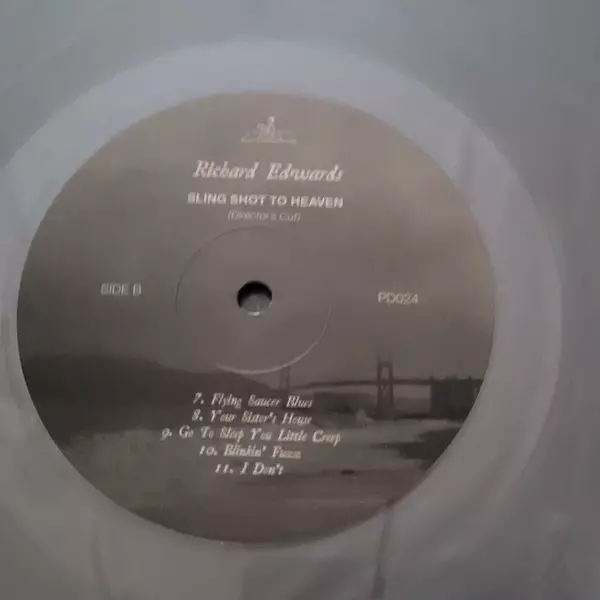 Richard Edwards
SLING SHOT TO HEAVEN
(Director's Cut)
SIDE B
PD024
7. Flying Saucer Blues
8. Your Sister's House
9. Go To Sleep You Little Creep
10. Blinkin' Fuzzz
11. I Don't